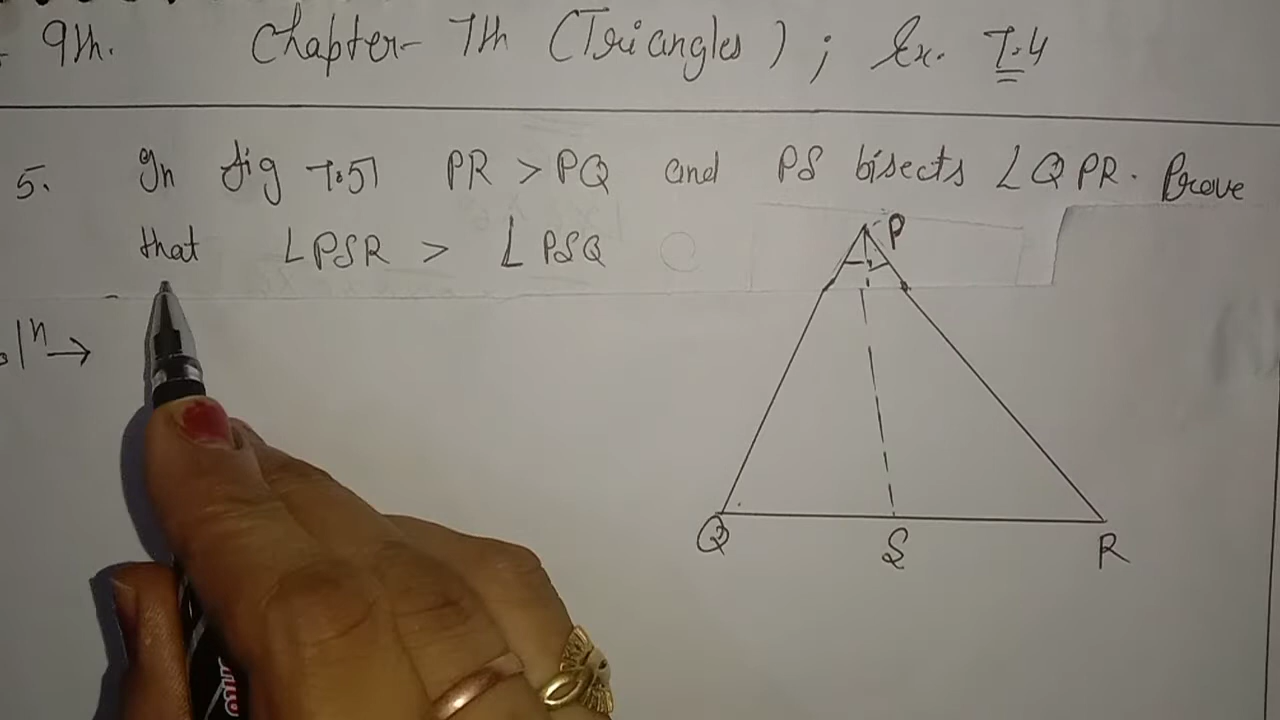 9th. Chapter- 7th (Triangles) ; Ex. 7.4
5. In fig 7.51 PR > PQ and PS bisects ∠QPR. Prove
that ∠PSR > ∠PSQ
P
olⁿ→
Q S R